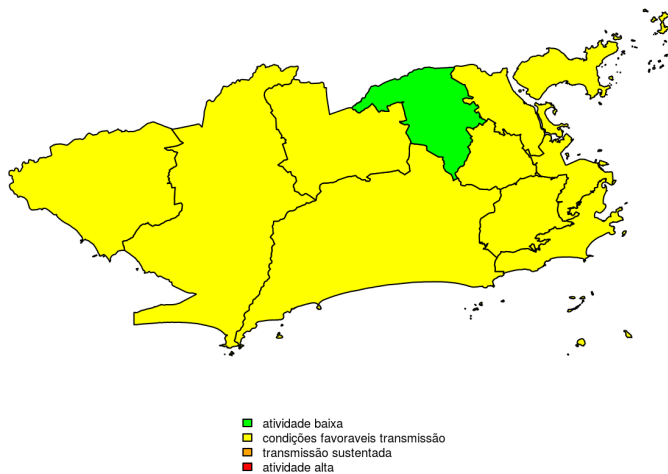 atividade baixa
condições favoraveis transmissão
transmissão sustentada
atividade alta